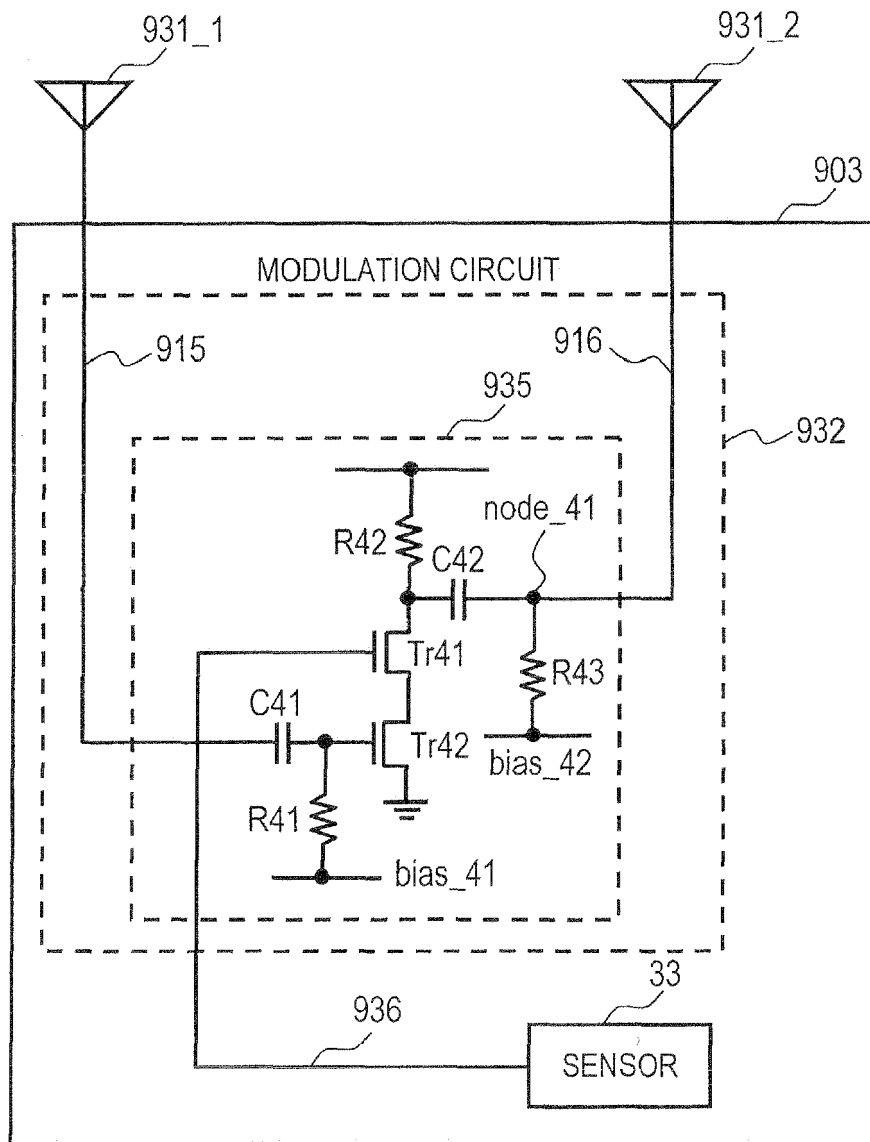 931_1
931_2
903
MODULATION CIRCUIT
915
916
935
932
node_41
R42
C42
Tr41
R43
C41
Tr42
bias_42
R41
bias_41
33
936
SENSOR